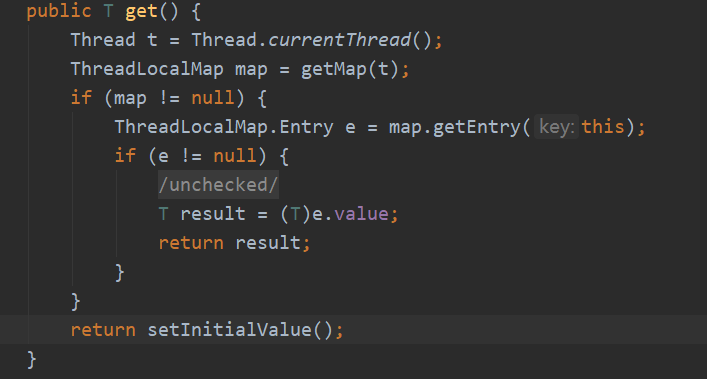 public T get() {
Thread t = Thread.currentThread();
ThreadLocalMap map = getMap(t);
if (map != null) {
ThreadLocalMap.Entry e = map.getEntry( key: this);
if (e != null) {
/unchecked/
T result = (T)e.value;
return result;
}
}
return setInitialValue();
}